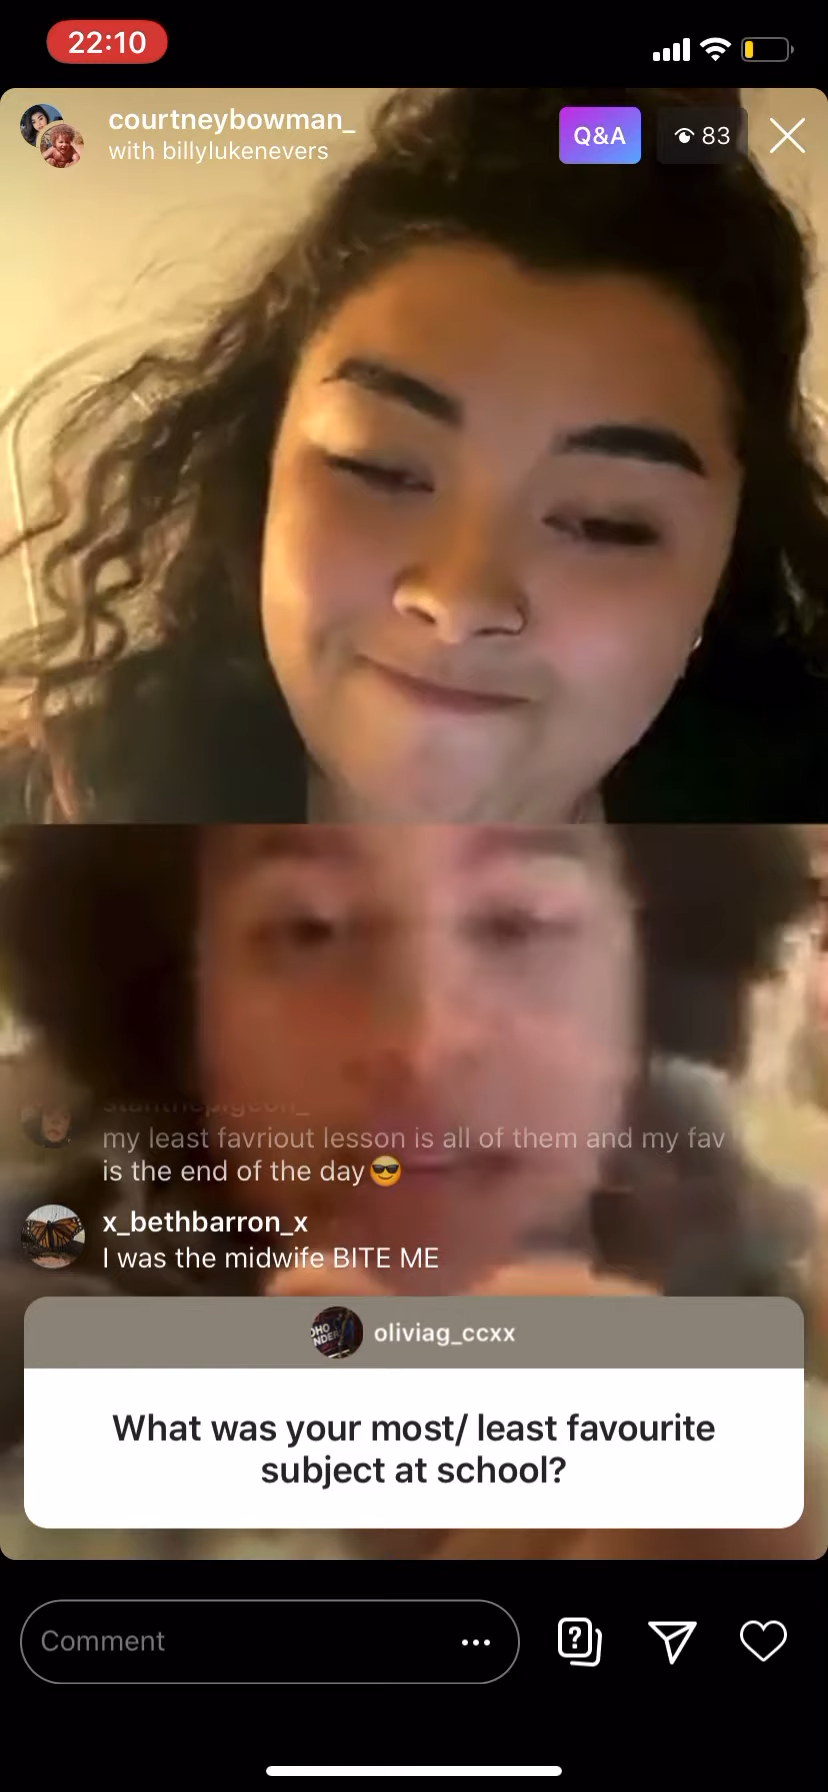 22:10
courtneybowman_
with billylukenevers
Q&A
83
my least favriout lesson is all of them and my fav
is the end of the day😎
x_bethbarron_x
I was the midwife BITE ME
oliviag_ccxx
What was your most/ least favourite
subject at school?
Comment